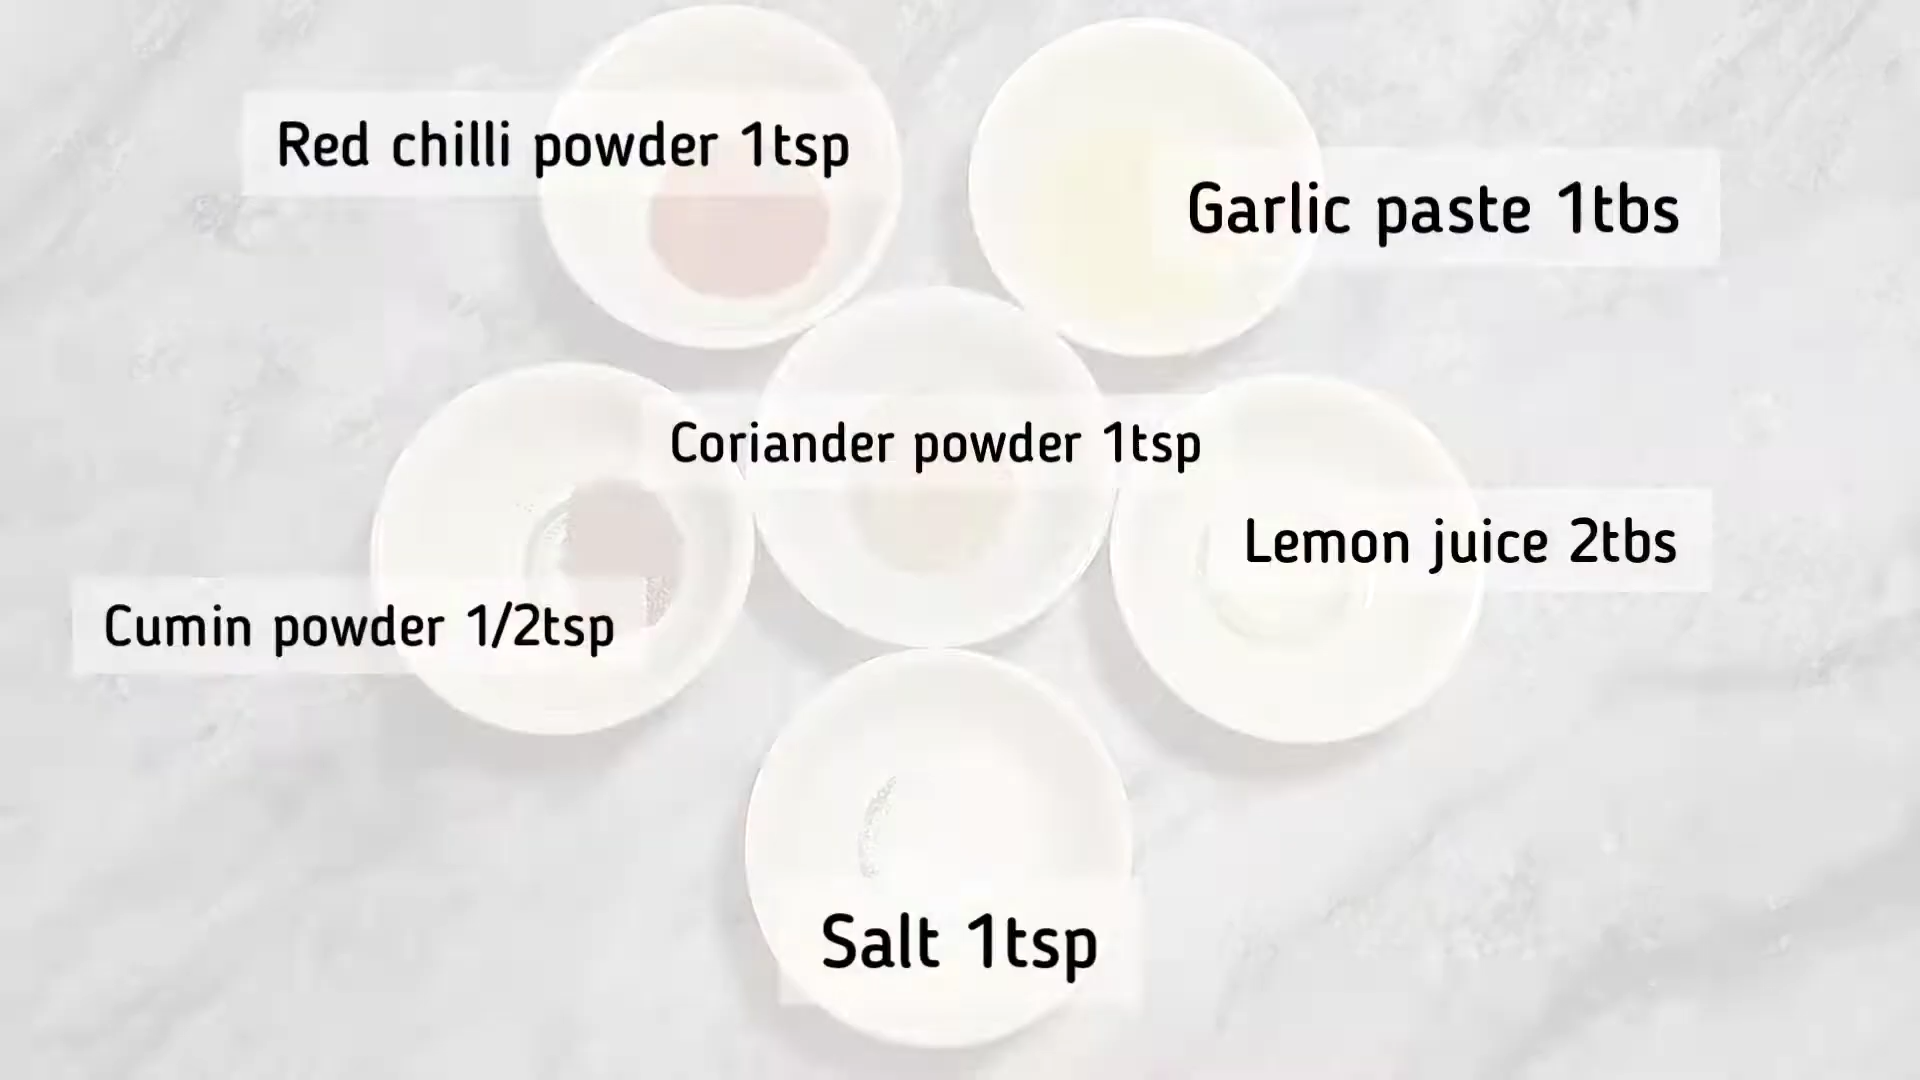 Red chilli powder 1tsp
Garlic paste 1tbs
Coriander powder 1tsp
Lemon juice 2tbs
Cumin powder 1/2tsp
Salt 1tsp